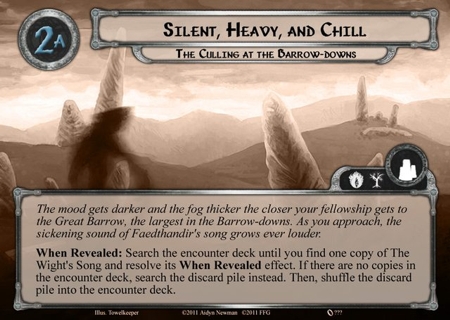 2A
Silent, Heavy, and Chill
The Culling at the Barrow-downs
The mood gets darker and the fog thicker the closer your fellowship gets to
the Great Barrow, the largest in the Barrow-downs. As you approach, the
sickening sound of Faedthandir's song grows ever louder.
When Revealed: Search the encounter deck until you find one copy of The
Wight's Song and resolve its When Revealed effect. If there are no copies in
the encounter deck, search the discard pile instead. Then, shuffle the discard
pile into the encounter deck.
Illus. Towelkeeper ©2011 Aidyn Newman ©2011 FFG ???